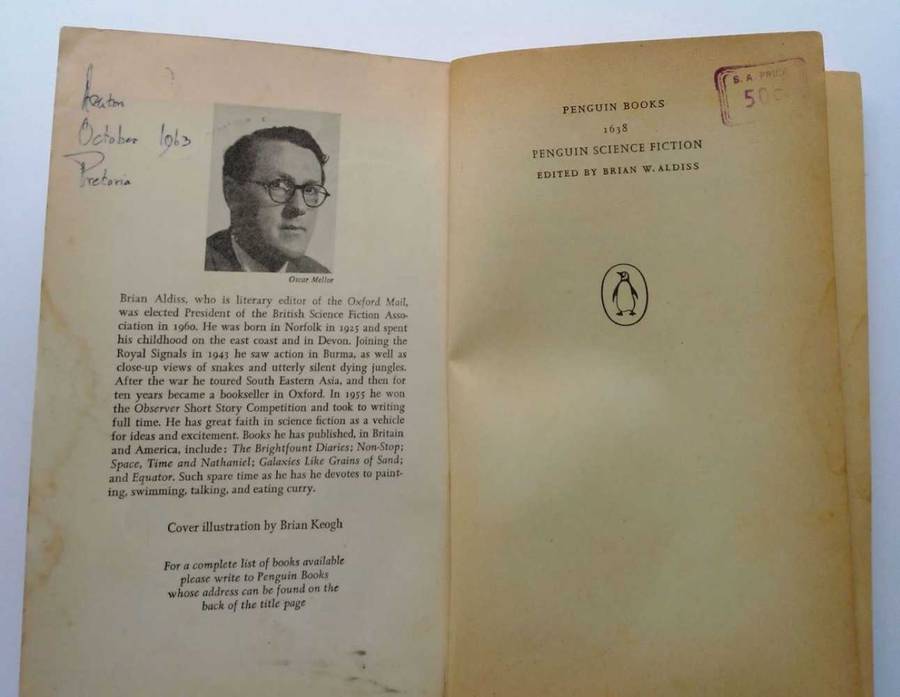 October 1963
Pretoria
Oscar Mellor
Brian Aldiss, who is literary editor of the Oxford Mail,
was elected President of the British Science Fiction Asso-
ciation in 1960. He was born in Norfolk in 1925 and spent
his childhood on the east coast and in Devon. Joining the
Royal Signals in 1943 he saw action in Burma, as well as
close-up views of snakes and utterly silent dying jungles.
After the war he toured South Eastern Asia, and then for
ten years became a bookseller in Oxford. In 1955 he won
the Observer Short Story Competition and took to writing
full time. He has great faith in science fiction as a vehicle
for ideas and excitement. Books he has published, in Britain
and America, include: The Brightfount Diaries; Non-Stop;
Space, Time and Nathaniel; Galaxies Like Grains of Sand;
and Equator. Such spare time as he has he devotes to paint-
ing, swimming, talking, and eating curry.
Cover illustration by Brian Keogh
For a complete list of books available
please write to Penguin Books
whose address can be found on the
back of the title page
S.A. PRICE
50c
PENGUIN BOOKS
1638
PENGUIN SCIENCE FICTION
EDITED BY BRIAN W. ALDISS